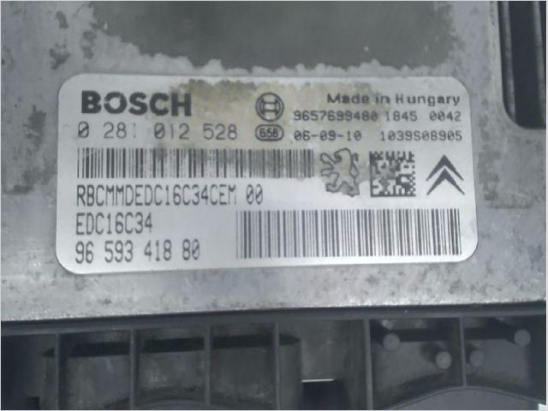 BOSCH
Made in Hungary
9657699480 1845 0042
0 281 012 528
658 06-09-10 1039S08905
RBCMMDEDC16C34CEM 00
EDC16C34
96 593 418 80